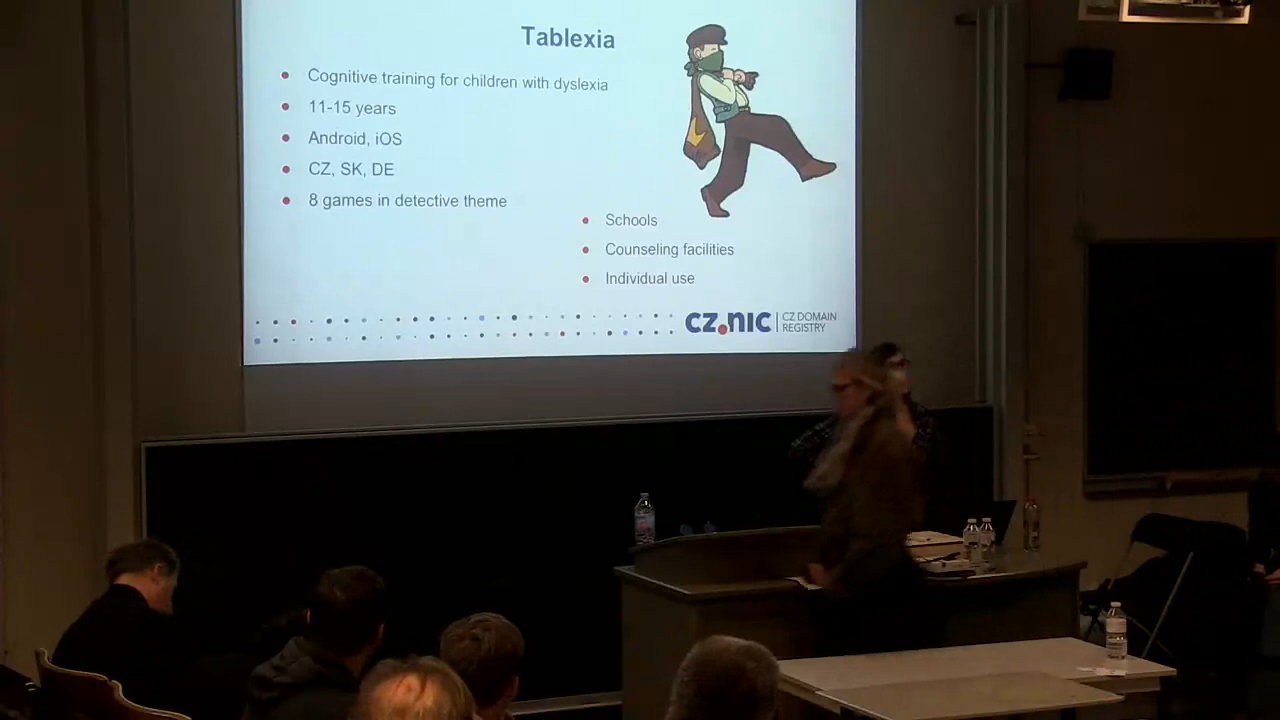 Tablexia
Cognitive training for children with dyslexia
11-15 years
Android, iOS
CZ, SK, DE
8 games in detective theme
Schools
Counseling facilities
Individual use
cz.nic | CZ DOMAIN
REGISTRY